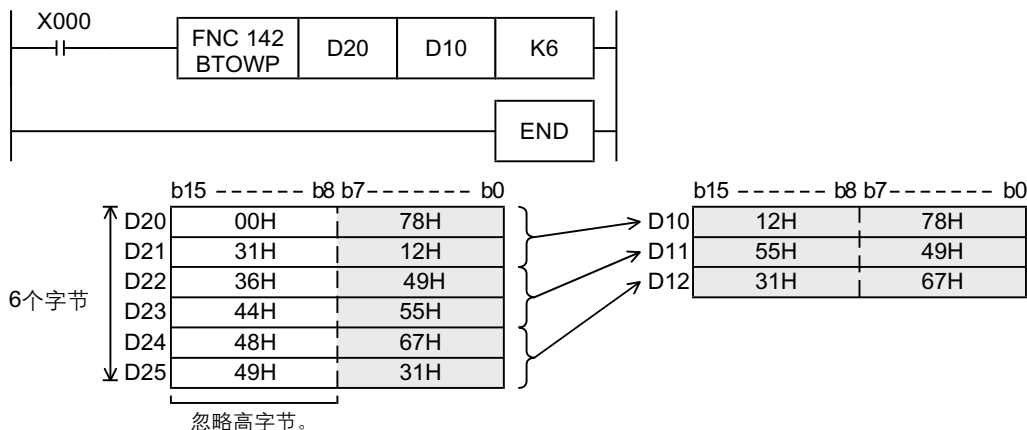 X000
FNC 142 BTOWP D20 D10 K6
END
b15 ------ b8 b7------- b0
D20 00H 78H
D21 31H 12H
D22 36H 49H
D23 44H 55H
D24 48H 67H
D25 49H 31H
6个字节
忽略高字节。
b15 ------ b8 b7------- b0
D10 12H 78H
D11 55H 49H
D12 31H 67H